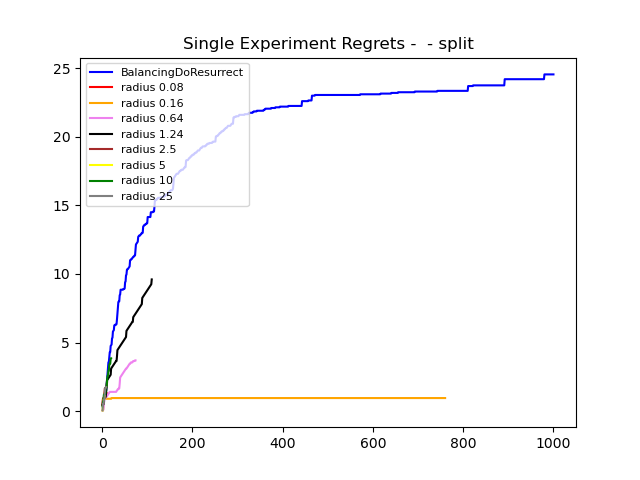 Single Experiment Regrets -  - split
25
20
15
10
5
0
BalancingDoResurrect
radius 0.08
radius 0.16
radius 0.64
radius 1.24
radius 2.5
radius 5
radius 10
radius 25
0 200 400 600 800 1000